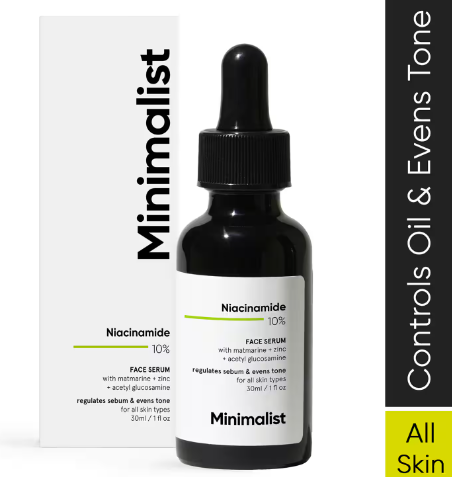 Minimalist
Niacinamide
10%
FACE SERUM
with matmarine + zinc
+ acetyl glucosamine
regulates sebum & evens tone
for all skin types
30ml / 1 fl oz
Niacinamide
10%
FACE SERUM
with matmarine + zinc
+ acetyl glucosamine
regulates sebum & evens tone
for all skin types
30ml / 1 fl oz
Minimalist
Controls Oil & Evens Tone
All
Skin